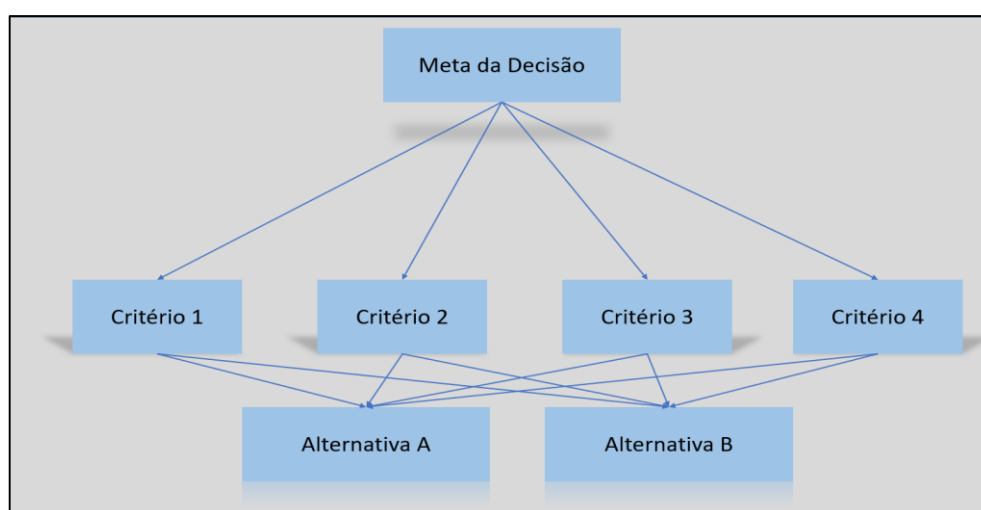 Meta da Decisão
Critério 1
Critério 2
Critério 3
Critério 4
Alternativa A
Alternativa B